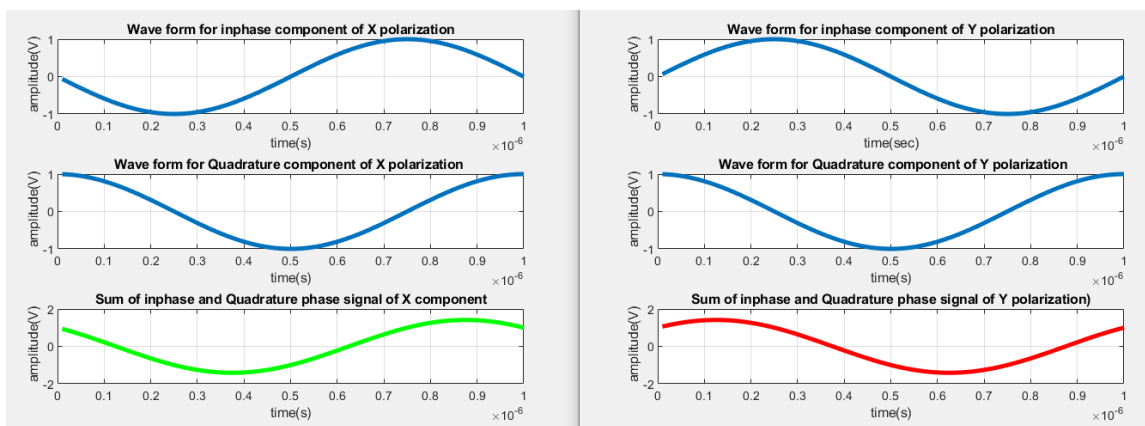 Wave form for inphase component of X polarization
amplitude(V)
1
0
-1
0 0.1 0.2 0.3 0.4 0.5 0.6 0.7 0.8 0.9 1
time(s)
×10-6
Wave form for Quadrature component of X polarization
amplitude(V)
1
0
-1
0 0.1 0.2 0.3 0.4 0.5 0.6 0.7 0.8 0.9 1
time(s)
×10-6
Sum of inphase and Quadrature phase signal of X component
amplitude(V)
2
0
-2
0 0.1 0.2 0.3 0.4 0.5 0.6 0.7 0.8 0.9 1
time(s)
×10-6
Wave form for inphase component of Y polarization
amplitude(V)
1
0
-1
0 0.1 0.2 0.3 0.4 0.5 0.6 0.7 0.8 0.9 1
time(sec)
×10-6
Wave form for Quadrature component of Y polarization
amplitude(V)
1
0
-1
0 0.1 0.2 0.3 0.4 0.5 0.6 0.7 0.8 0.9 1
time(s)
×10-6
Sum of inphase and Quadrature phase signal of Y polarization)
amplitude(V)
2
0
-2
0 0.1 0.2 0.3 0.4 0.5 0.6 0.7 0.8 0.9 1
time(s)
×10-6